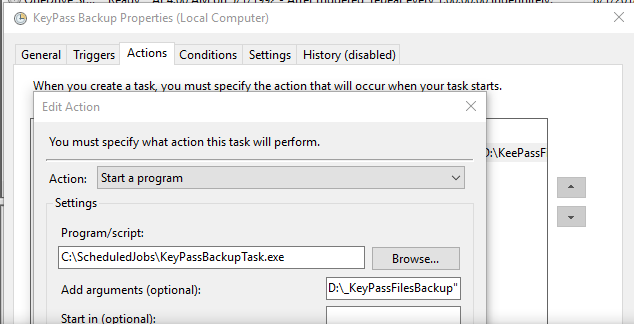 KeyPass Backup Properties (Local Computer)
General Triggers Actions Conditions Settings History (disabled)
When you create a task, you must specify the action that will occur when your task starts.
Edit Action
D:\KeePassF
You must specify what action this task will perform.
Action: Start a program
Settings
Program/script:
C:\ScheduledJobs\KeyPassBackupTask.exe Browse...
Add arguments (optional): D:\_KeyPassFilesBackup"
Start in (optional):